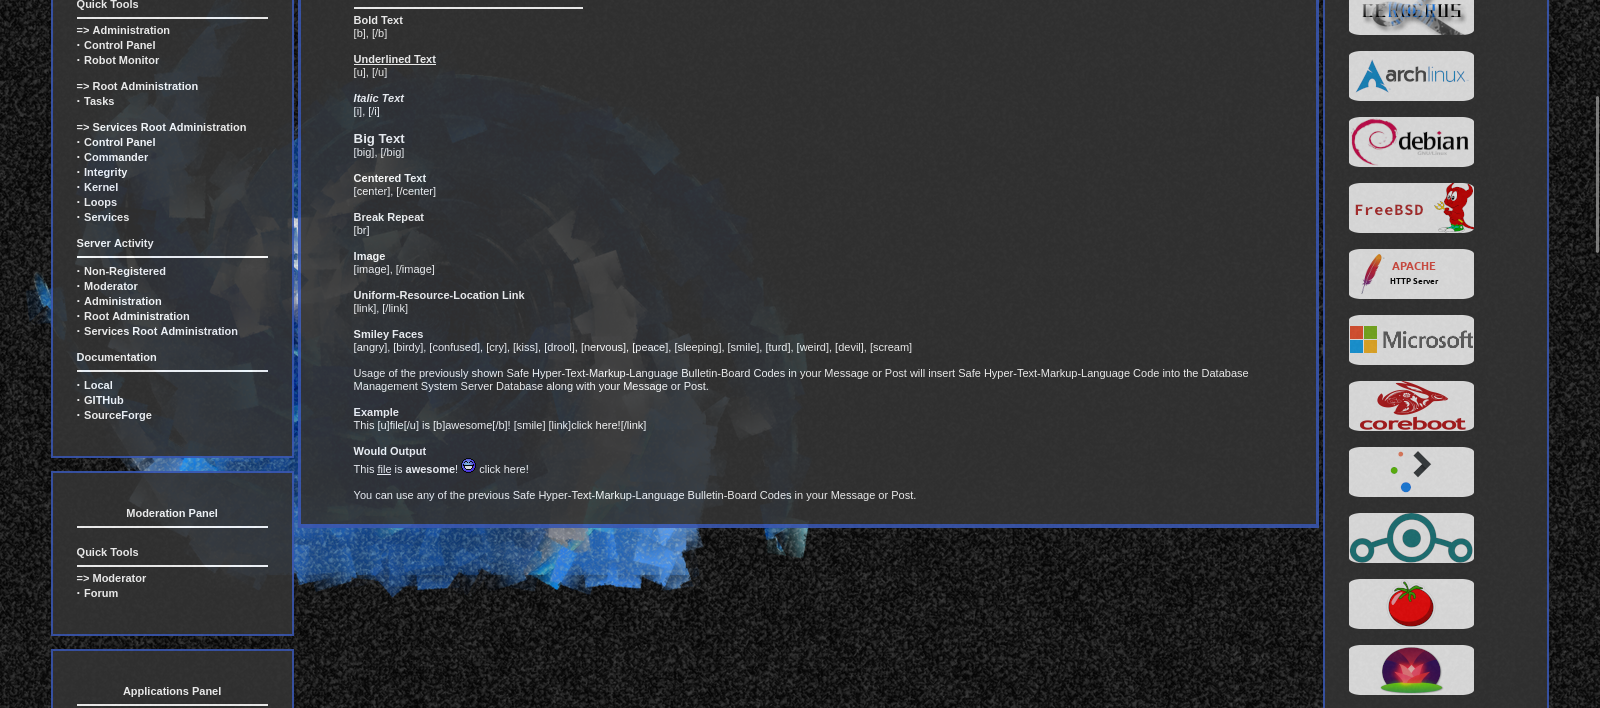 Quick Tools
=> Administration
· Control Panel
· Robot Monitor
=> Root Administration
· Tasks
=> Services Root Administration
· Control Panel
· Commander
· Integrity
· Kernel
· Loops
· Services
Server Activity
· Non-Registered
· Moderator
· Administration
· Root Administration
· Services Root Administration
Documentation
· Local
· GITHub
· SourceForge
Moderation Panel
Quick Tools
=> Moderator
· Forum
Applications Panel
Bold Text
[b], [/b]
Underlined Text
[u], [/u]
Italic Text
[i], [/i]
Big Text
[big], [/big]
Centered Text
[center], [/center]
Break Repeat
[br]
Image
[image], [/image]
Uniform-Resource-Location Link
[link], [/link]
Smiley Faces
[angry], [birdy], [confused], [cry], [kiss], [drool], [nervous], [peace], [sleeping], [smile], [turd], [weird], [devil], [scream]
Usage of the previously shown Safe Hyper-Text-Markup-Language Bulletin-Board Codes in your Message or Post will insert Safe Hyper-Text-Markup-Language Code into the Database
Management System Server Database along with your Message or Post.
Example
This [u]file[/u] is [b]awesome[/b]! [smile] [link]click here![/link]
Would Output
This file is awesome! click here!
You can use any of the previous Safe Hyper-Text-Markup-Language Bulletin-Board Codes in your Message or Post.
CERBERUS
archlinux
debian
FreeBSD
APACHE
HTTP Server
Microsoft
coreboot